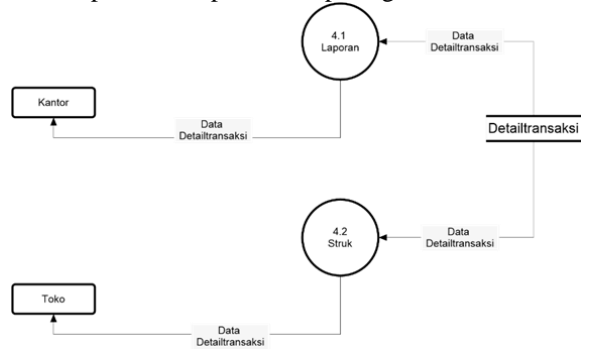 4.1
Laporan
Data
Detailtransaksi
Kantor
Data
Detailtransaksi
Detailtransaksi
4.2
Struk
Data
Detailtransaksi
Toko
Data
Detailtransaksi